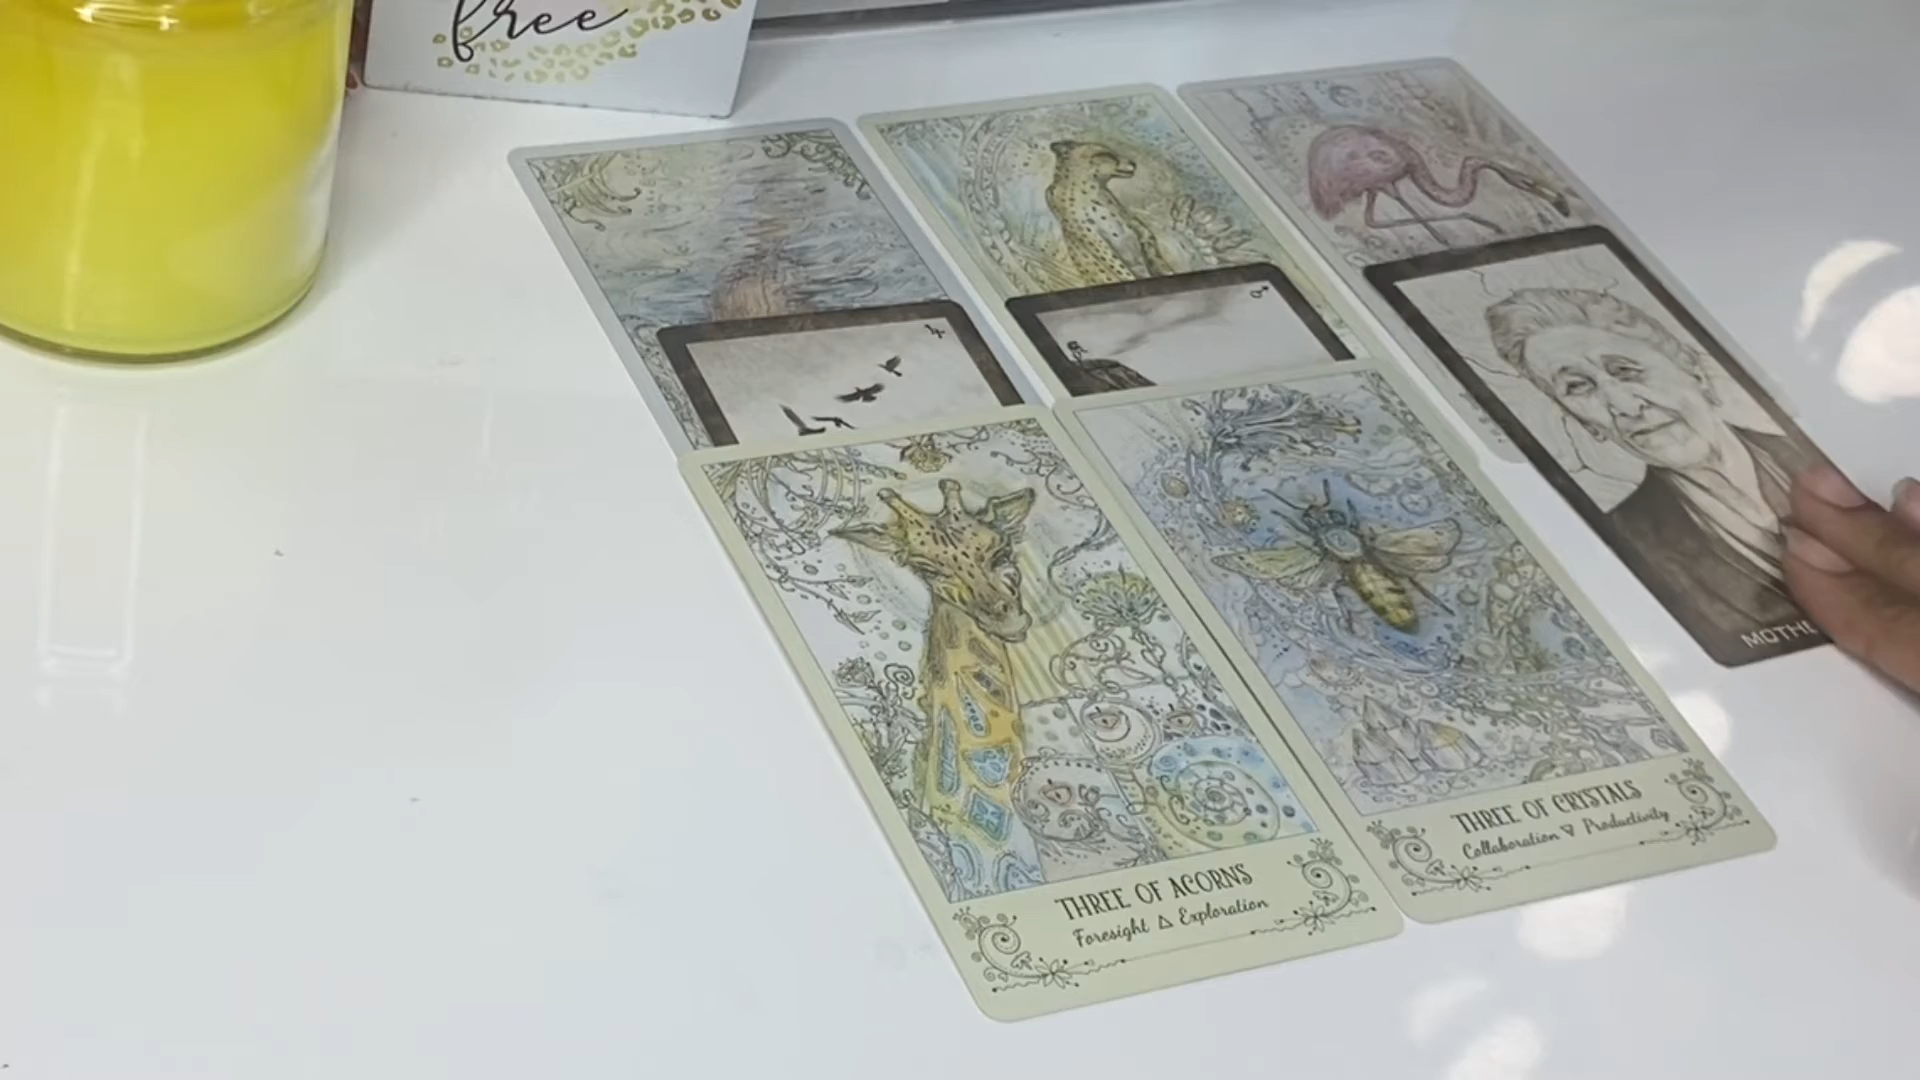 free
THREE OF ACORNS
Foresight △ Exploration
THREE OF CRYSTALS
Collaboration ▽ Productivity